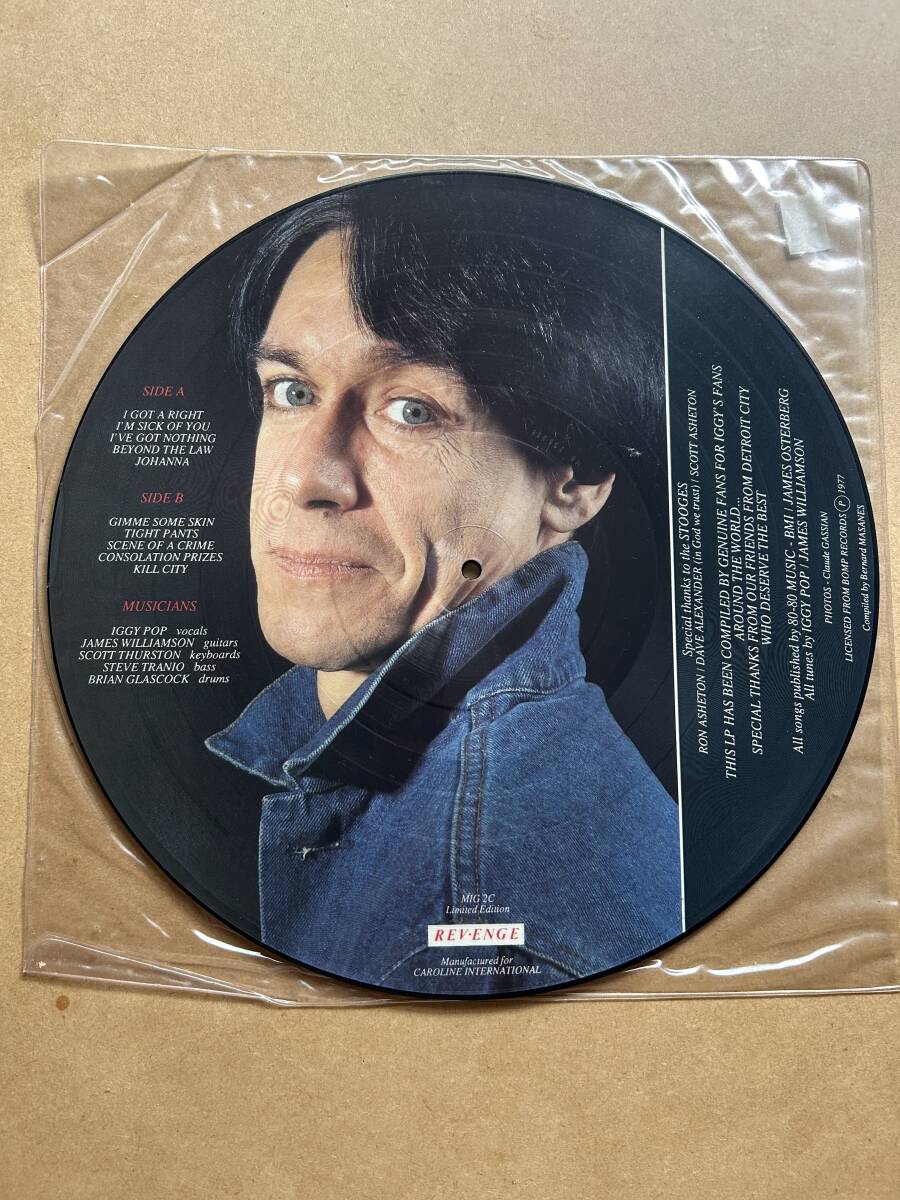 SIDE A
I GOT A RIGHT
I'M SICK OF YOU
I'VE GOT NOTHING
BEYOND THE LAW
JOHANNA
SIDE B
GIMME SOME SKIN
TIGHT PANTS
SCENE OF A CRIME
CONSOLATION PRIZES
KILL CITY
MUSICIANS
IGGY POP vocals
JAMES WILLIAMSON guitars
SCOTT THURSTON keyboards
STEVE TRANIO bass
BRIAN GLASCOCK drums
MIG 2C
Limited Edition
REV·ENGE
Manufactured for
CAROLINE INTERNATIONAL
Special thanks to the STOOGES
RON ASHETON / DAVE ALEXANDER (in God we trust) / SCOTT ASHETON
THIS LP HAS BEEN COMPILED BY GENUINE FANS FOR IGGY'S FANS
AROUND THE WORLD...
SPECIAL THANKS FROM OUR FRIENDS FROM DETROIT CITY
WHO DESERVE THE BEST
All songs published by 80-80 MUSIC - BMI / JAMES OSTERBERG
All tunes by IGGY POP / JAMES WILLIAMSON
PHOTOS - Claude GASSIAN
LICENSED FROM BOMP RECORDS ℗ 1977
Compiled by Bernard MASANES